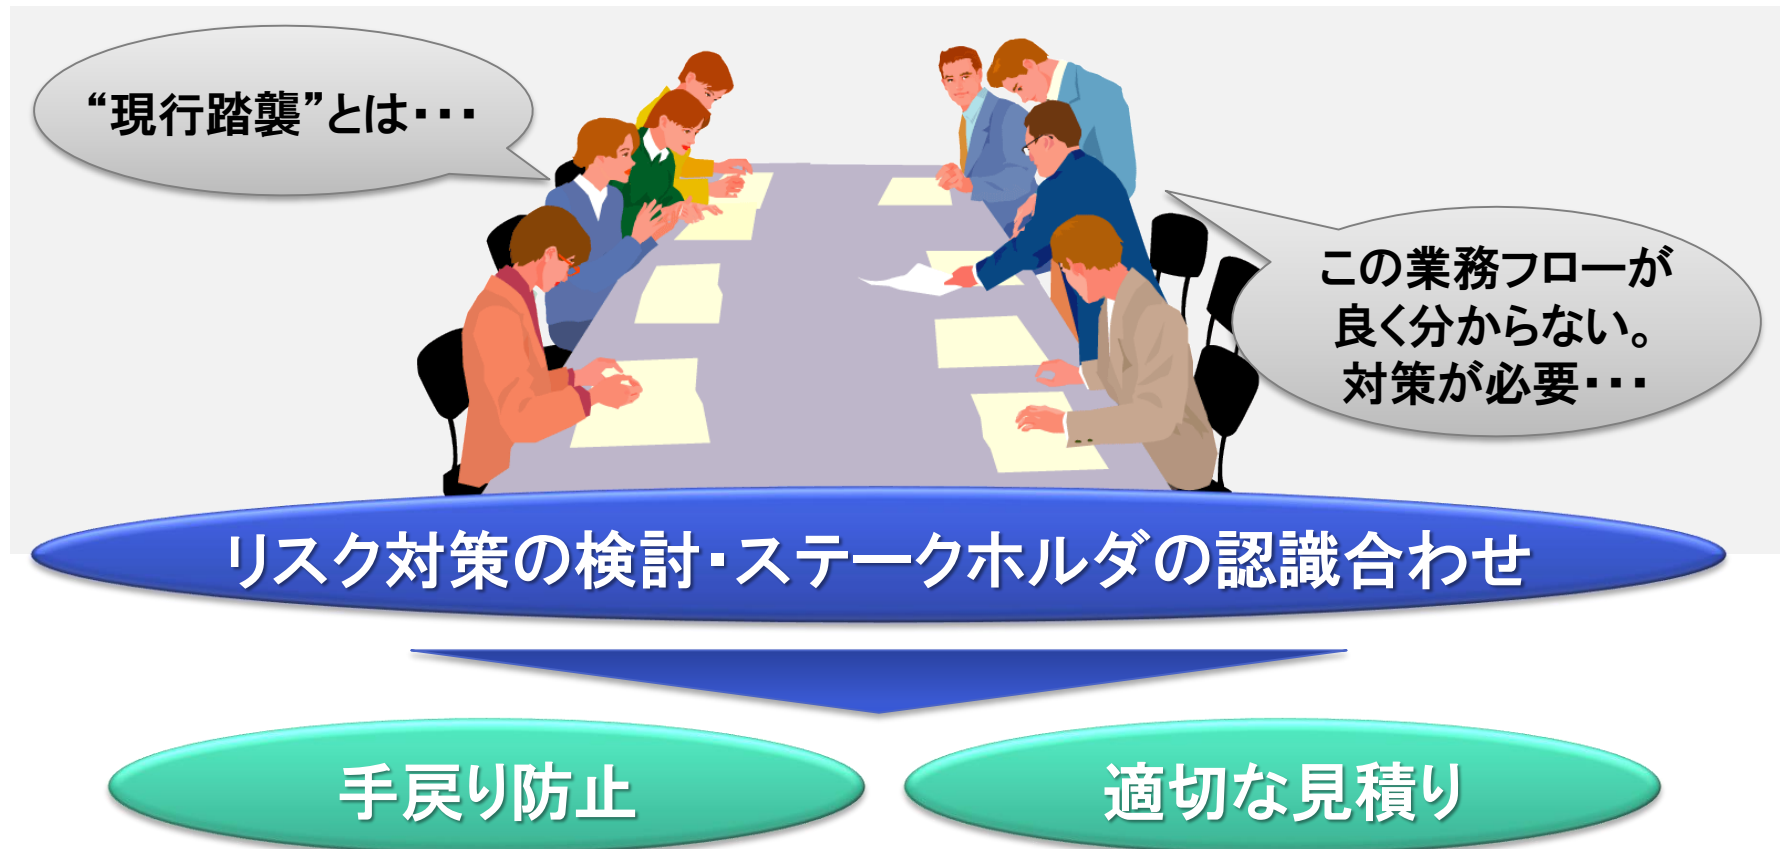 “現行踏襲”とは・・・
この業務フローが
良く分からない。
対策が必要・・・
リスク対策の検討・ステークホルダの認識合わせ
手戻り防止
適切な見積り